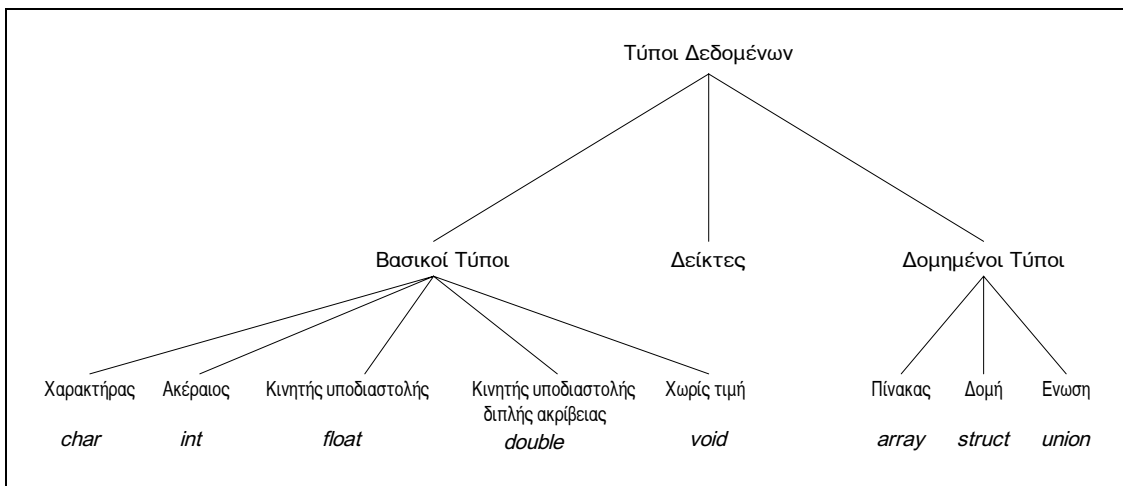 Τύποι Δεδομένων
Βασικοί Τύποι
Δείκτες
Δομημένοι Τύποι
Χαρακτήρας
Ακέραιος
Κινητής υποδιαστολής
Κινητής υποδιαστολής
διπλής ακρίβειας
Χωρίς τιμή
Πίνακας
Δομή
Ενωση
char
int
float
double
void
array
struct
union